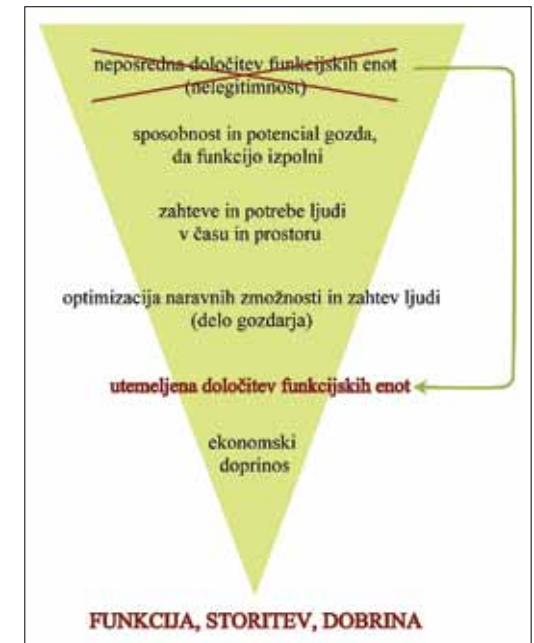 neposredna določitev funkcijskih enot
(nelegitimnost)
sposobnost in potencial gozda,
da funkcijo izpolni
zahteve in potrebe ljudi
v času in prostoru
optimizacija naravnih zmožnosti in zahtev ljudi
(delo gozdarja)
utemeljena določitev funkcijskih enot
ekonomski
doprinos
FUNKCIJA, STORITEV, DOBRINA